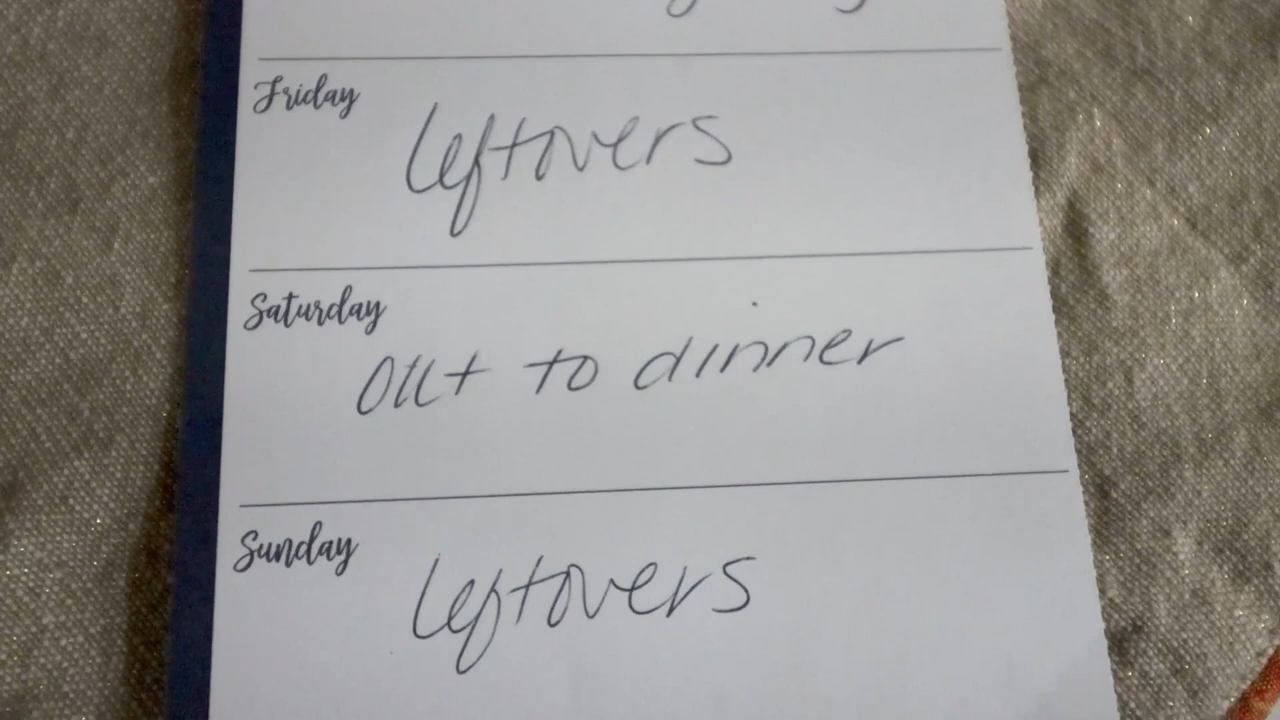 Friday
leftovers
Saturday
out to dinner
Sunday
leftovers